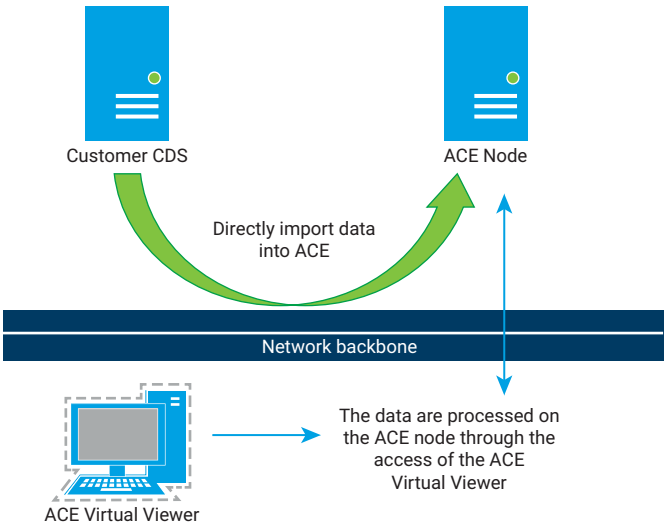 Customer CDS
ACE Node
Directly import data
into ACE
Network backbone
The data are processed on
the ACE node through the
access of the ACE
Virtual Viewer
ACE Virtual Viewer